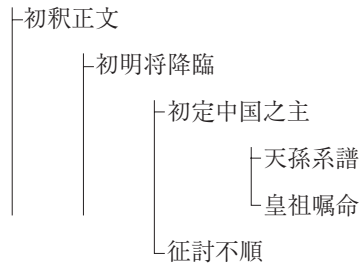 初釈正文
初明将降臨
初定中国之主
天孫系譜
皇祖嘱命
征討不順